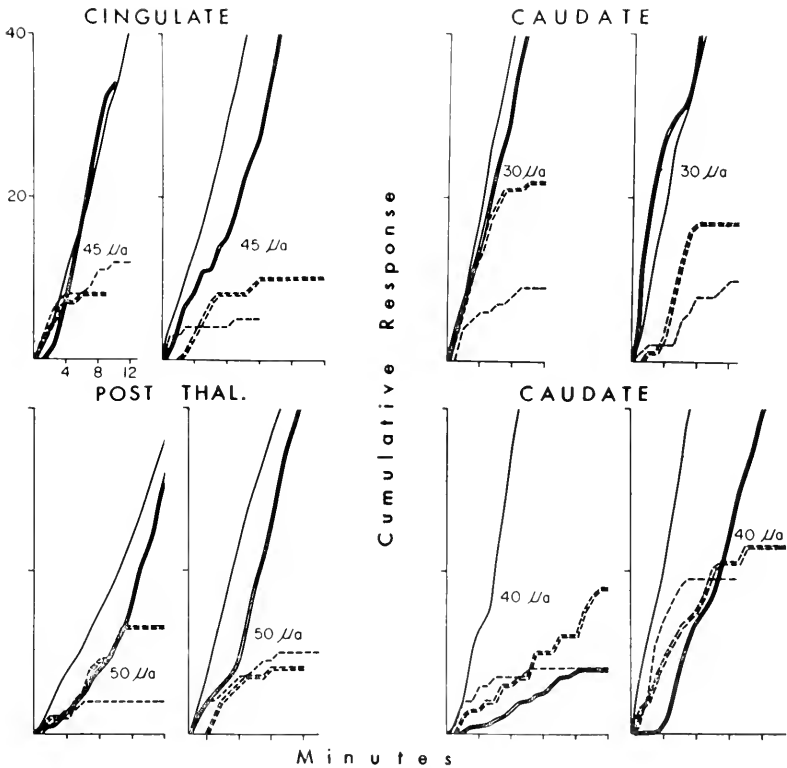 CINGULATE
CAUDATE
40
20
45 μa
45 μa
30 μa
30 μa
4 8 12
POST THAL.
CAUDATE
Cumulative Response
50 μa
50 μa
40 μa
40 μa
Minutes